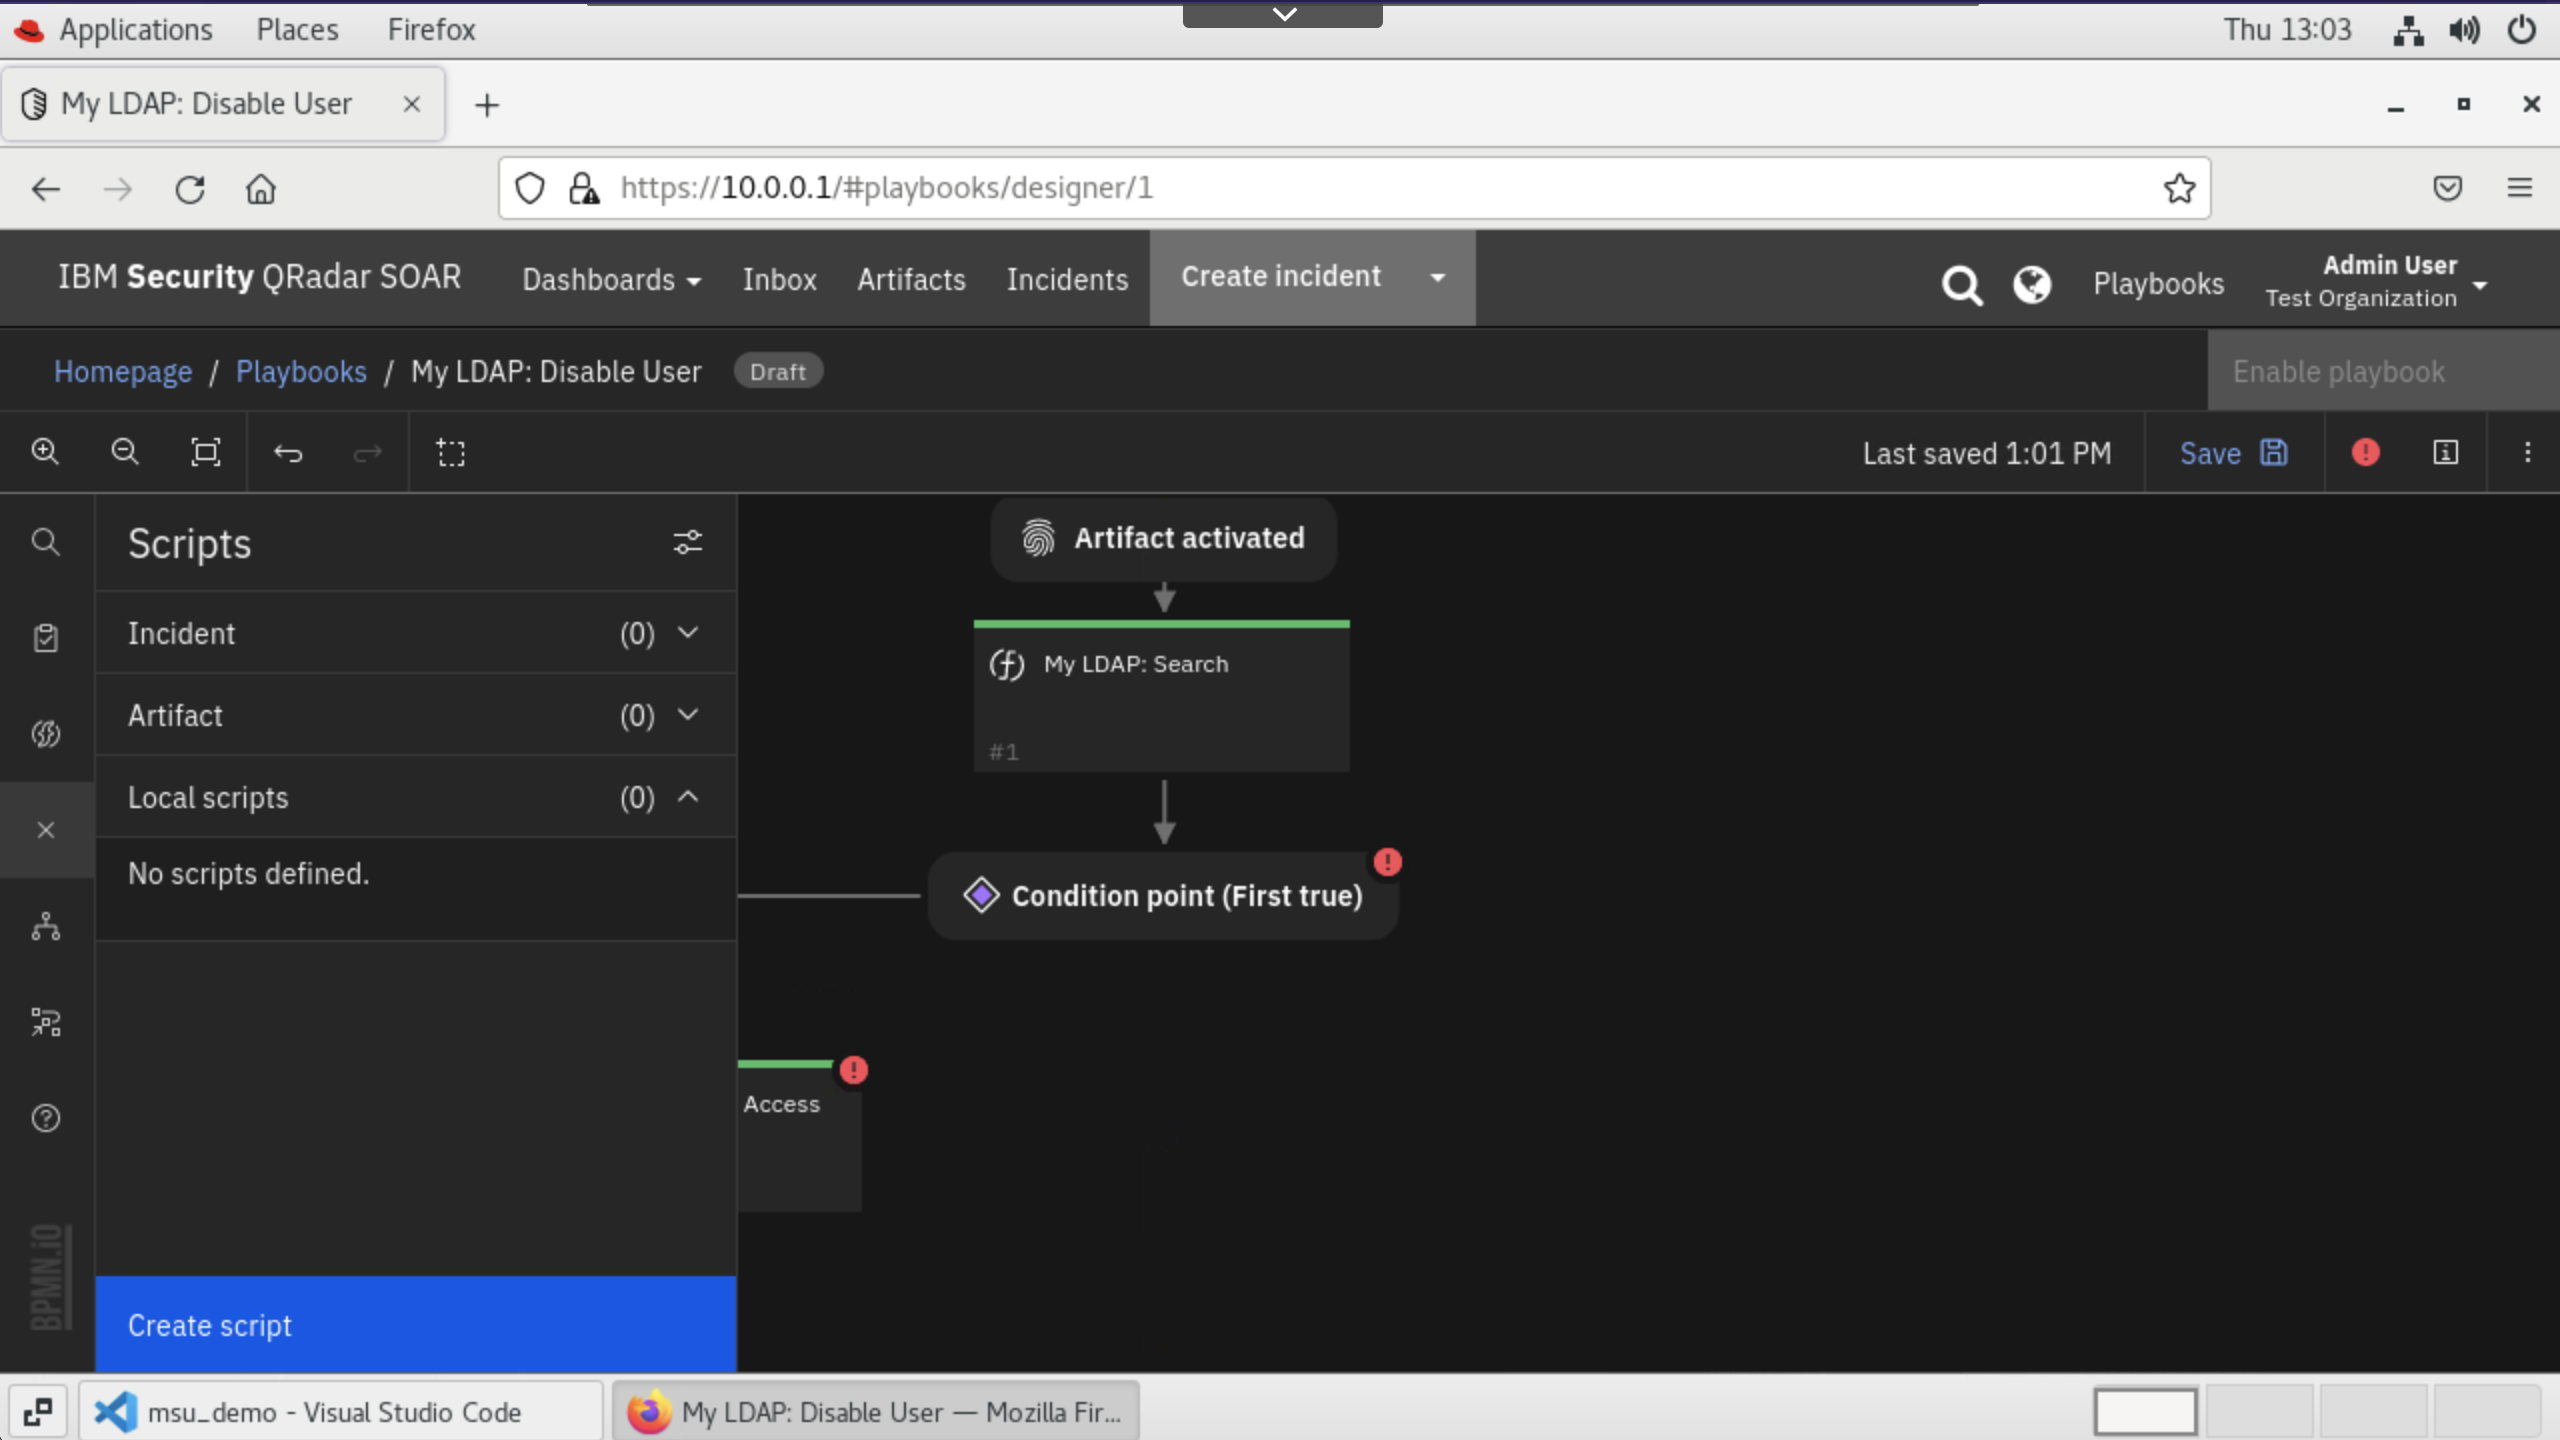 Applications Places Firefox Thu 13:03
My LDAP: Disable User
https://10.0.0.1/#playbooks/designer/1
IBM Security QRadar SOAR Dashboards Inbox Artifacts Incidents Create incident Playbooks Admin User
Test Organization
Homepage / Playbooks / My LDAP: Disable User Draft Enable playbook
Last saved 1:01 PM Save
Scripts
Incident (0)
Artifact (0)
Local scripts (0)
No scripts defined.
Create script
Artifact activated
My LDAP: Search
#1
Condition point (First true)
Access
BPMN.iO
msu_demo - Visual Studio Code My LDAP: Disable User — Mozilla Fir...